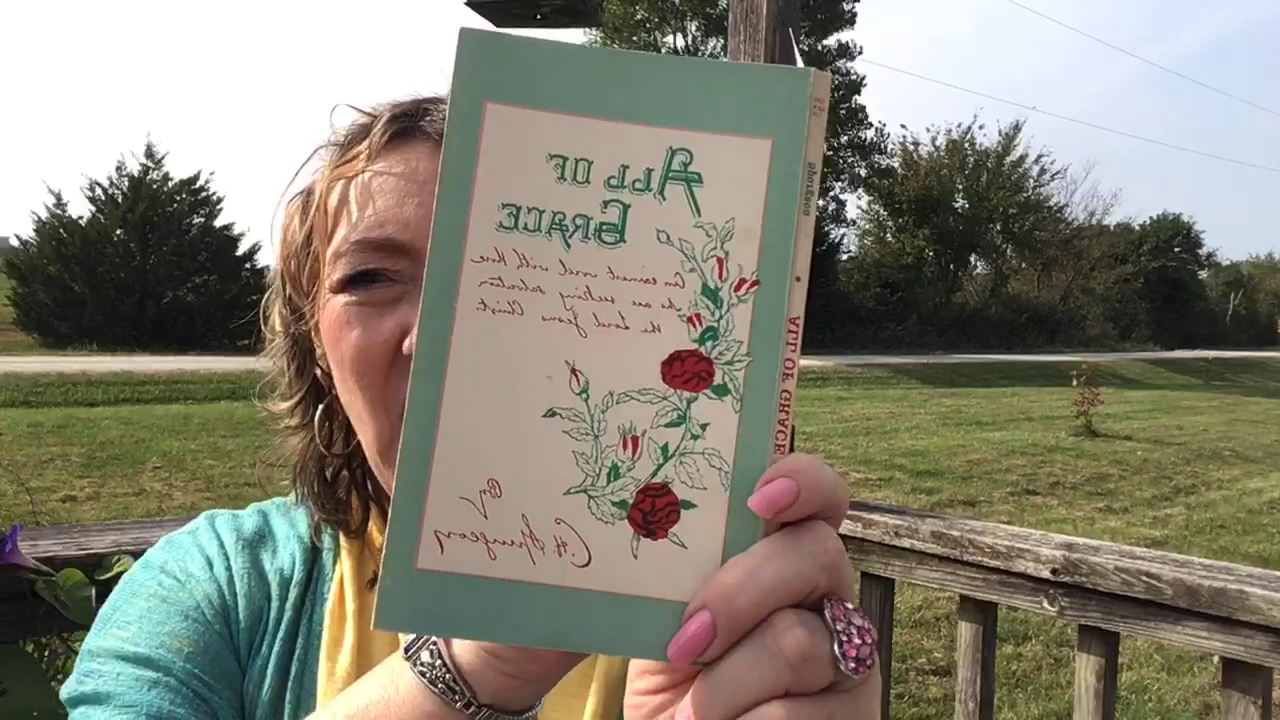 ALL OF
GRACE
An earnest word with those
who are seeking salvation
the Lord Jesus Christ.
By
C. H. Spurgeon
Spurgeon
•
ALL OF GRACE